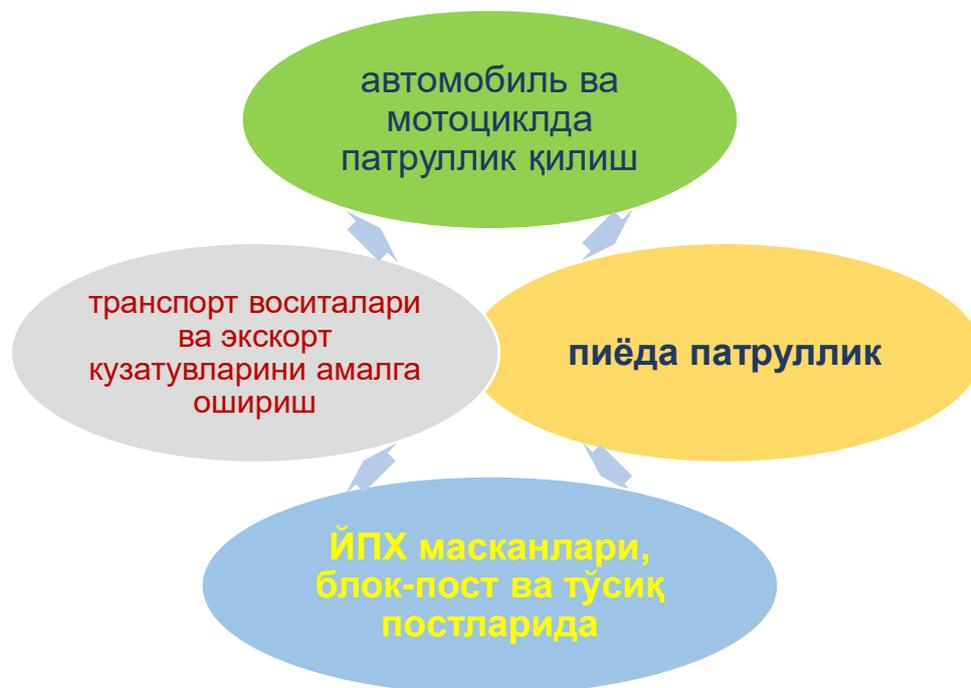 автомобиль ва
мотоциклда
патруллик қилиш
транспорт воситалари
ва экскорт
кузатувларини амалга
ошириш
пиёда патруллик
ЙПХ масканлари,
блок-пост ва тўсиқ
постларида